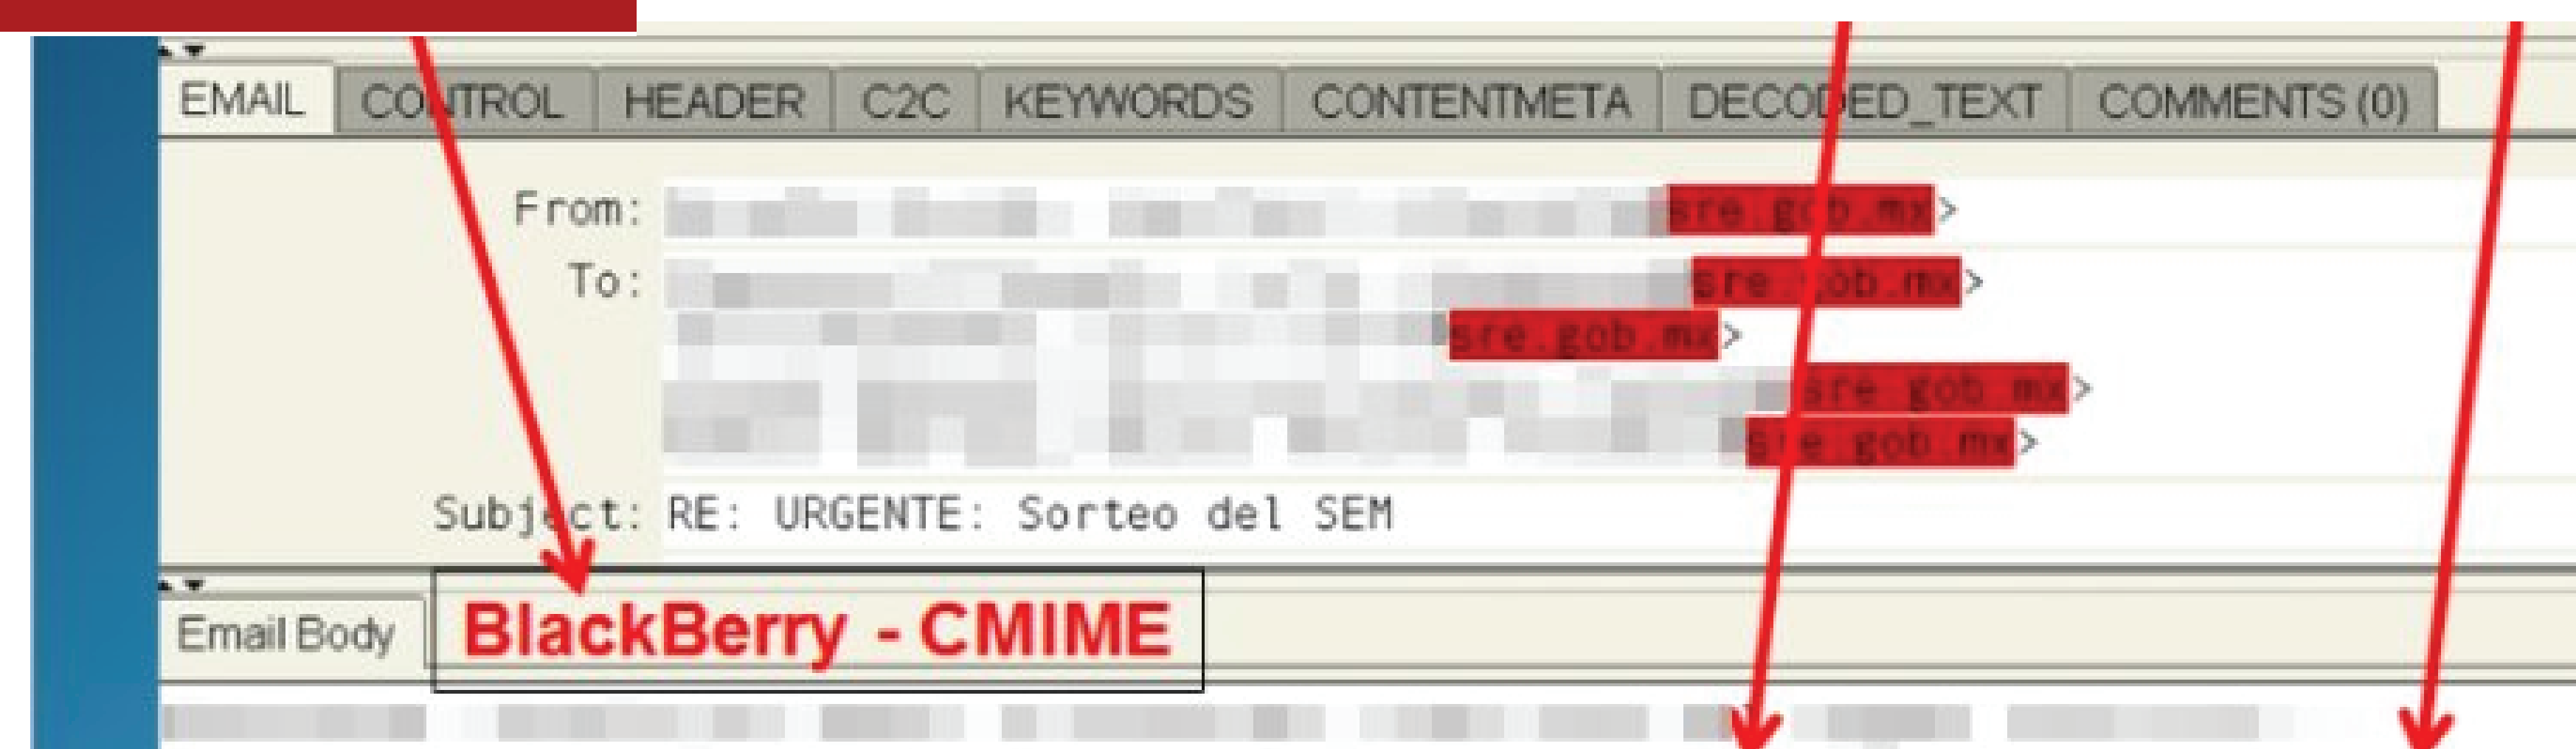 EMAIL CONTROL HEADER C2C KEYWORDS CONTENTMETA DECODED_TEXT COMMENTS (0)
From: sre.gob.mx>
To: sre.gob.mx>
sre.gob.mx>
sre.gob.mx>
sre.gob.mx>
Subject: RE: URGENTE: Sorteo del SEM
Email Body BlackBerry - CMIME